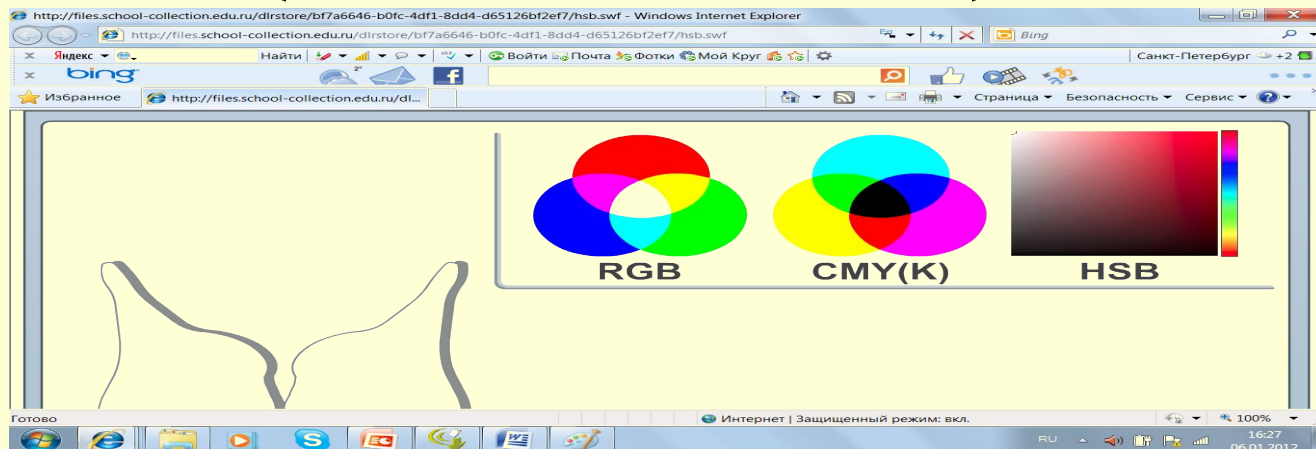 http://files.school-collection.edu.ru/dlrstore/bf7a6646-b0fc-4df1-8dd4-d65126bf2ef7/hsb.swf - Windows Internet Explorer
http://files.school-collection.edu.ru/dlrstore/bf7a6646-b0fc-4df1-8dd4-d65126bf2ef7/hsb.swf Bing
Яндекс Найти Войти Почта Фотки Мой Круг Санкт-Петербург +2
bing 2° f
Избранное http://files.school-collection.edu.ru/dl... Страница Безопасность Сервис
RGB CMY(K) HSB
Готово Интернет | Защищенный режим: вкл. 100%
RU 16:27
06.01.2012